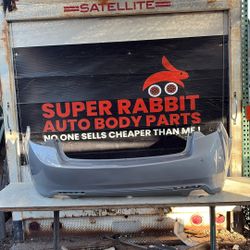 SATELLITE
SUPER RABBIT
AUTO BODY PARTS
NO ONE SELLS CHEAPER THAN ME!